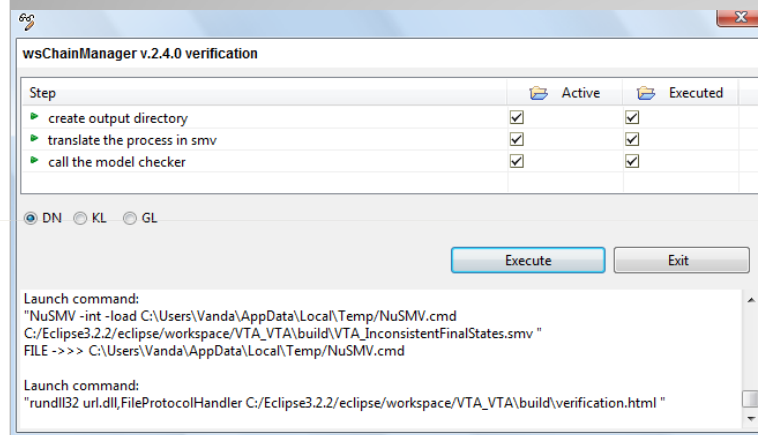 wsChainManager v.2.4.0 verification
Step Active Executed
create output directory
translate the process in smv
call the model checker
DN KL GL
Execute Exit
Launch command:
"NuSMV -int -load C:\Users\Vanda\AppData\Local\Temp/NuSMV.cmd
C:/Eclipse3.2.2/eclipse/workspace/VTA_VTA\build\VTA_InconsistentFinalStates.smv "
FILE ->>> C:\Users\Vanda\AppData\Local\Temp/NuSMV.cmd
Launch command:
"rundll32 url.dll,FileProtocolHandler C:/Eclipse3.2.2/eclipse/workspace/VTA_VTA\build\verification.html "